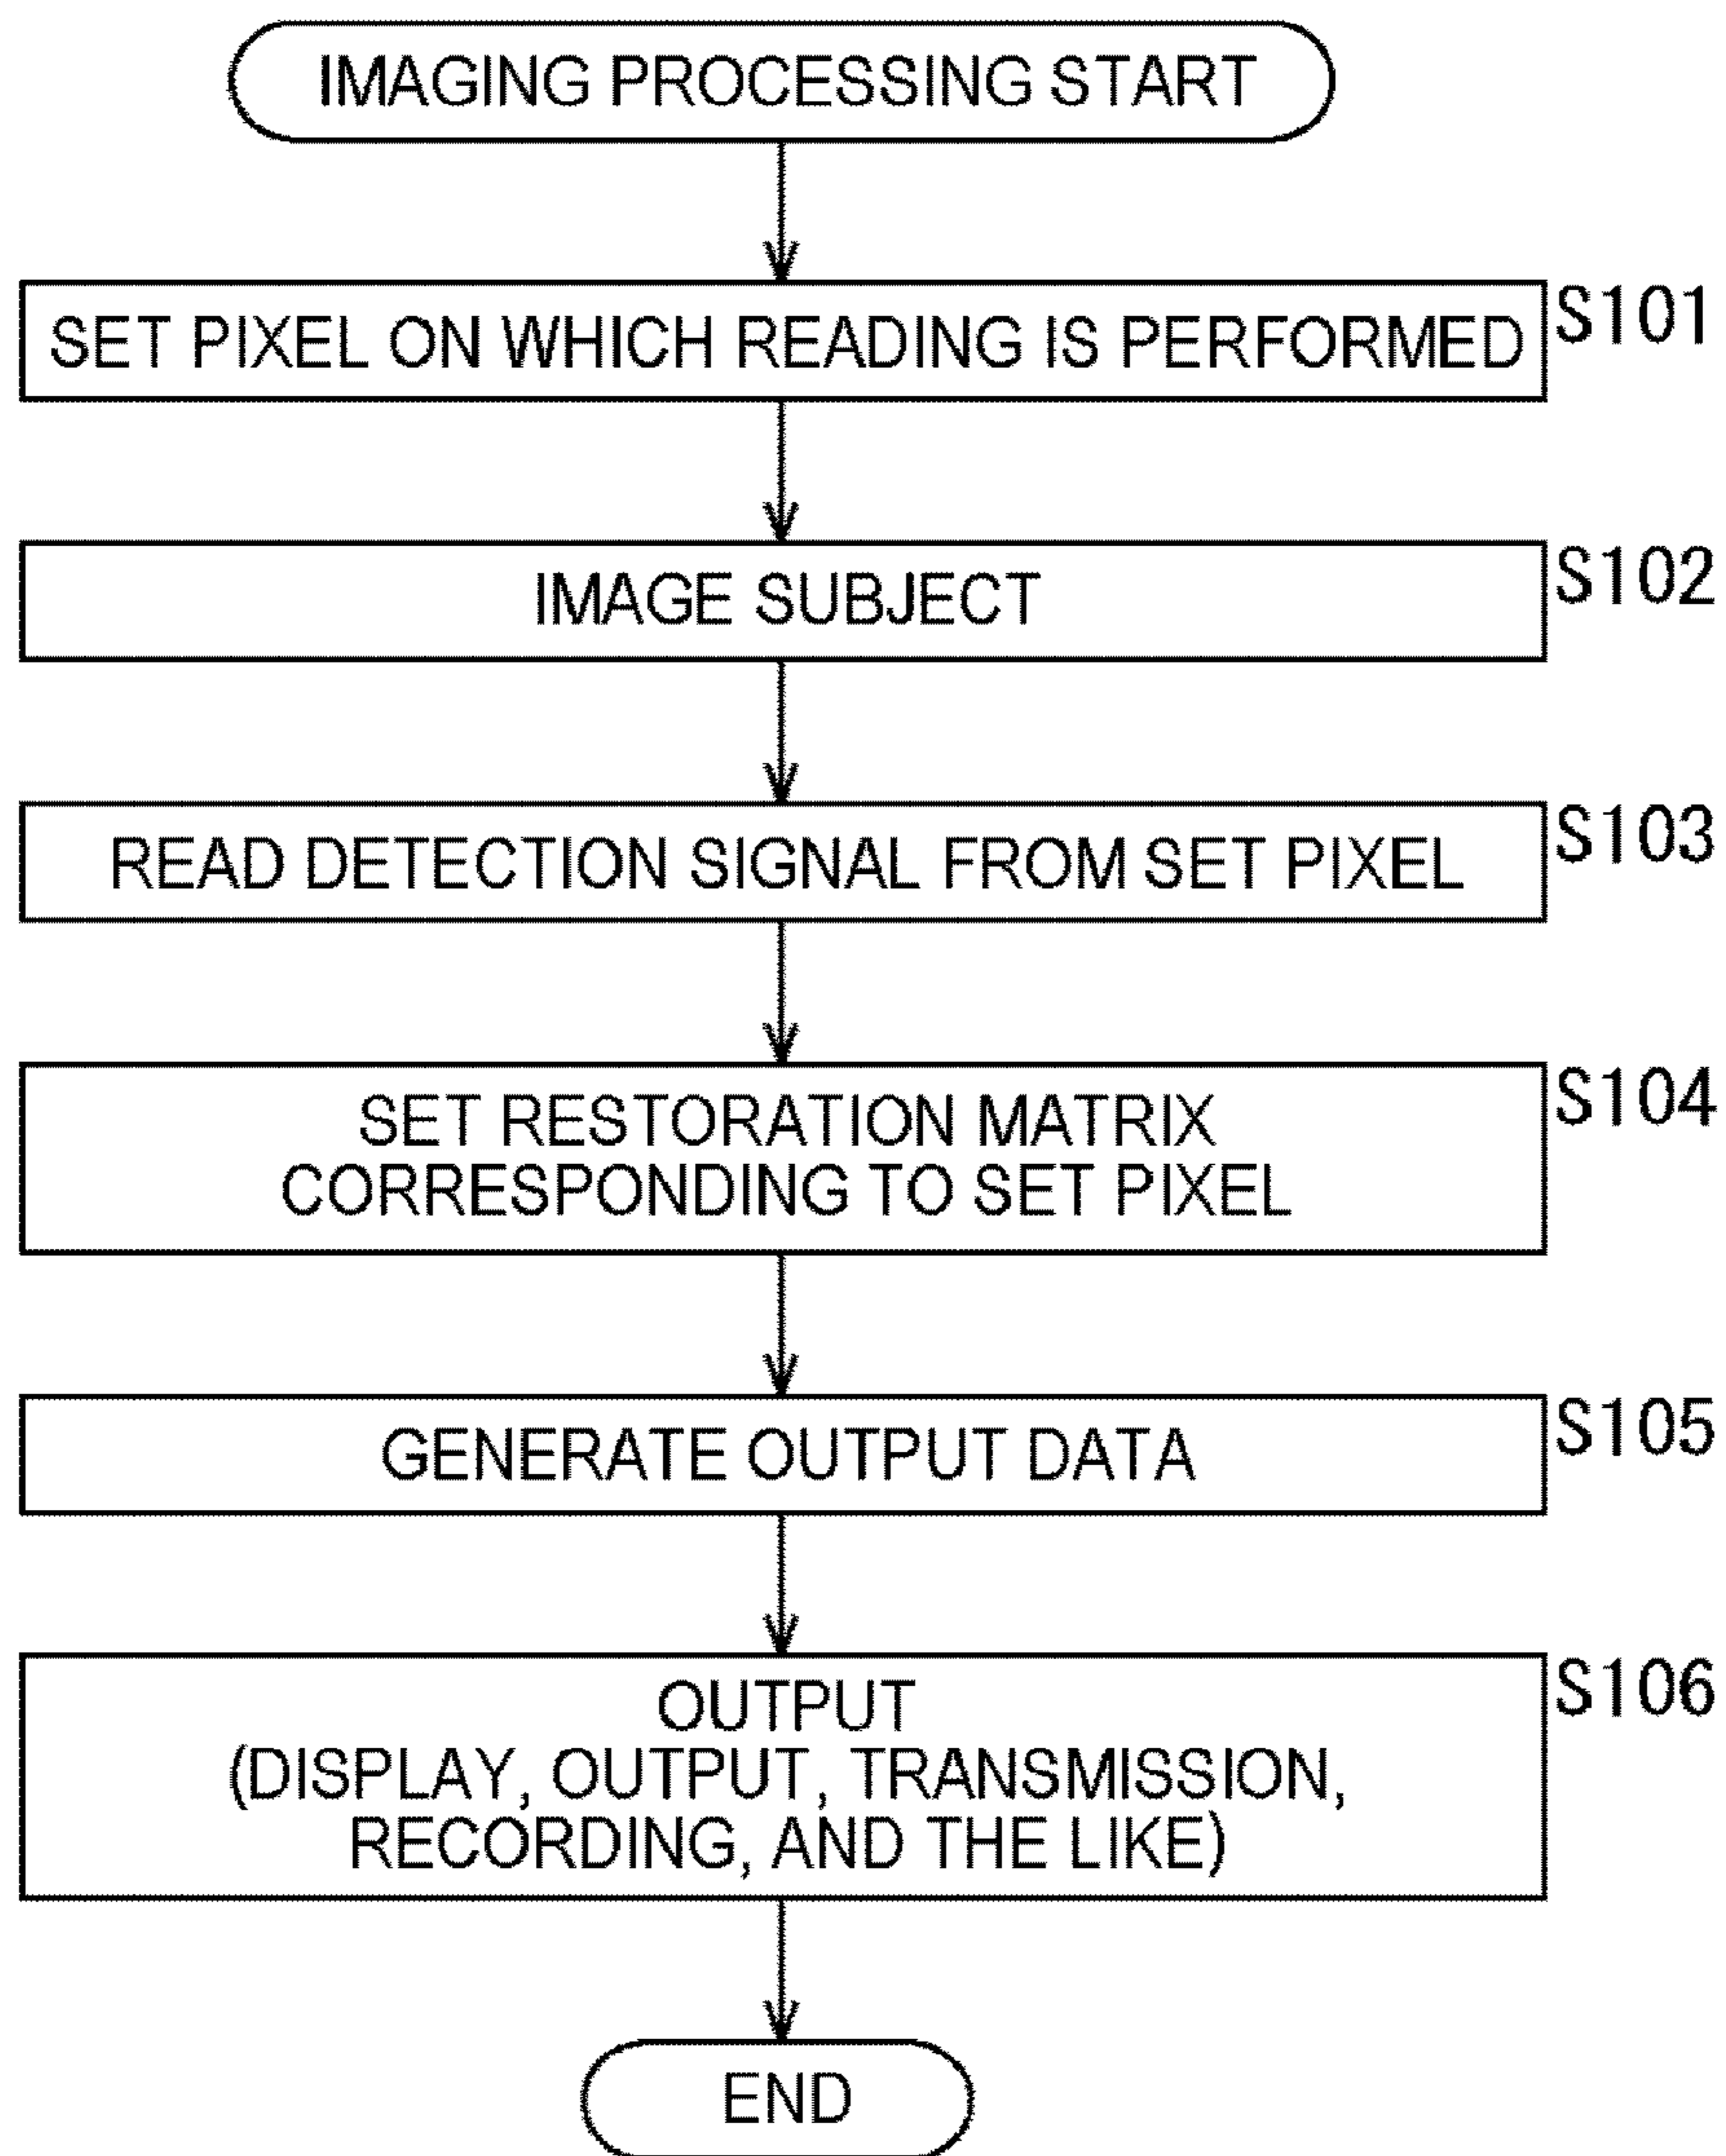 IMAGING PROCESSING START
SET PIXEL ON WHICH READING IS PERFORMED
S101
IMAGE SUBJECT
S102
READ DETECTION SIGNAL FROM SET PIXEL
S103
SET RESTORATION MATRIX
CORRESPONDING TO SET PIXEL
S104
GENERATE OUTPUT DATA
S105
OUTPUT
(DISPLAY, OUTPUT, TRANSMISSION,
RECORDING, AND THE LIKE)
S106
END